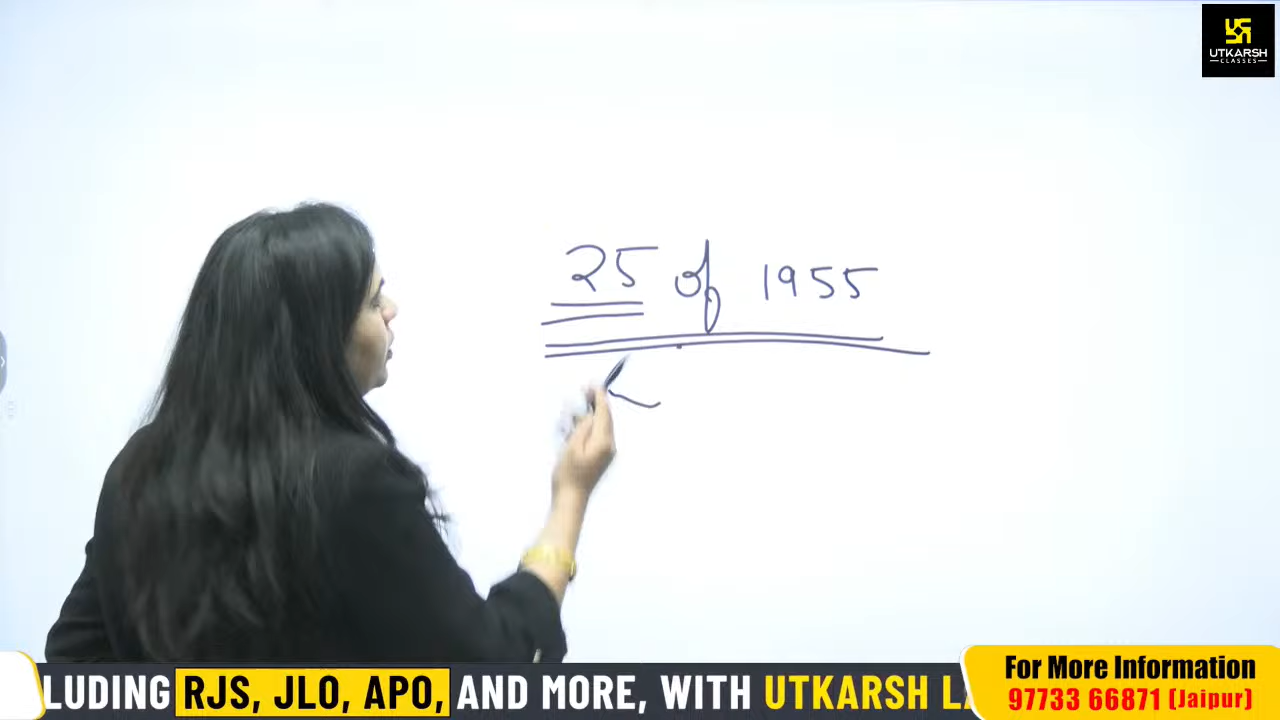 UTKARSH
CLASSES
25 of 1955
LUDING RJS, JLO, APO, AND MORE, WITH UTKARSH LA
For More Information
97733 66871 (Jaipur)